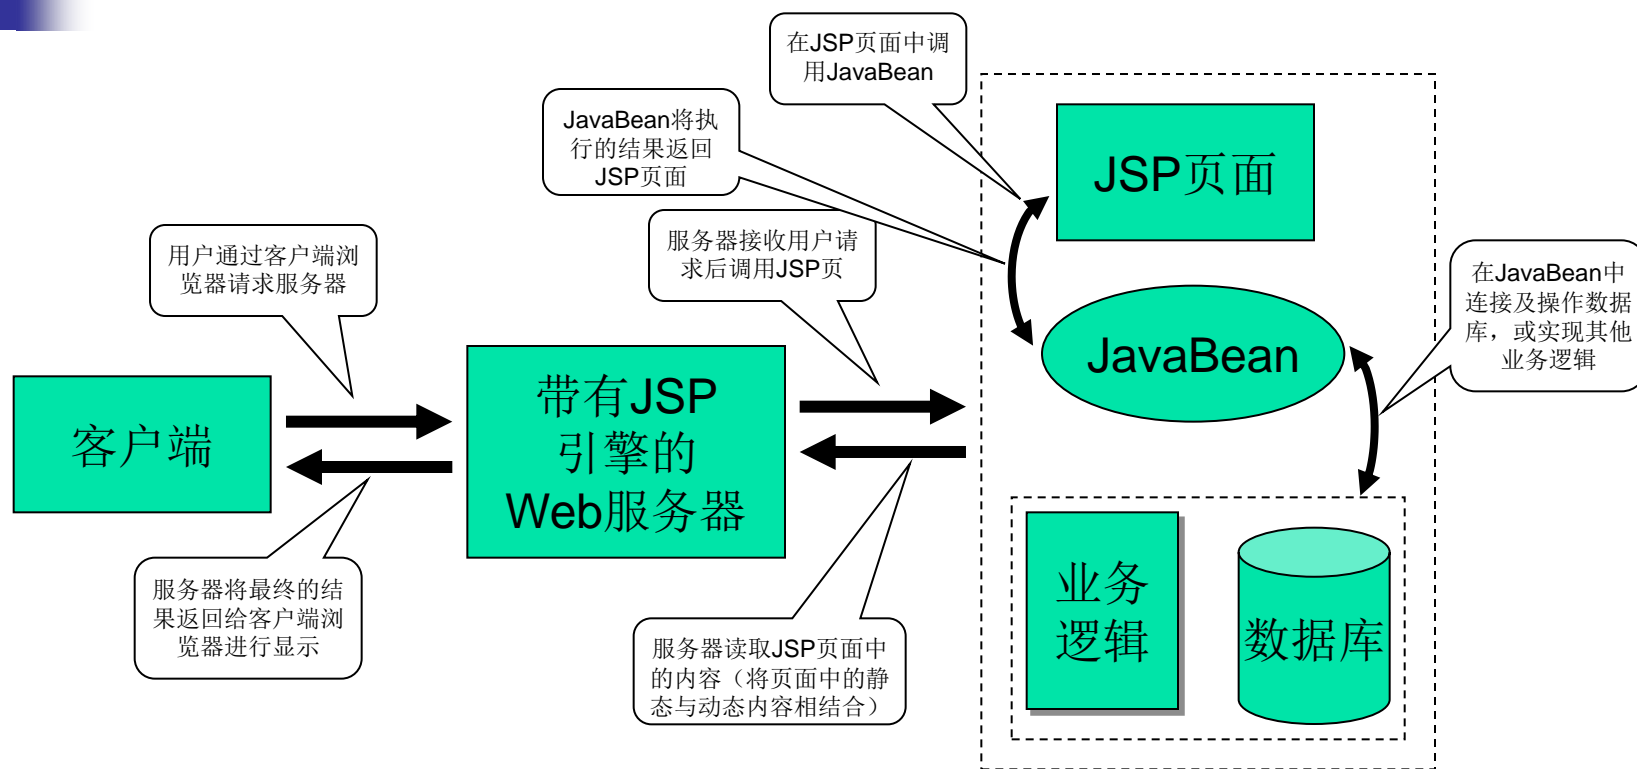 在JSP页面中调
用JavaBean
JavaBean将执
行的结果返回
JSP页面
JSP页面
用户通过客户端浏
览器请求服务器
服务器接收用户请
求后调用JSP页
在JavaBean中
连接及操作数据
库，或实现其他
业务逻辑
JavaBean
客户端
带有JSP
引擎的
Web服务器
服务器将最终的结
果返回给客户端浏
览器进行显示
服务器读取JSP页面中
的内容（将页面中的静
态与动态内容相结合）
业务
逻辑
数据库